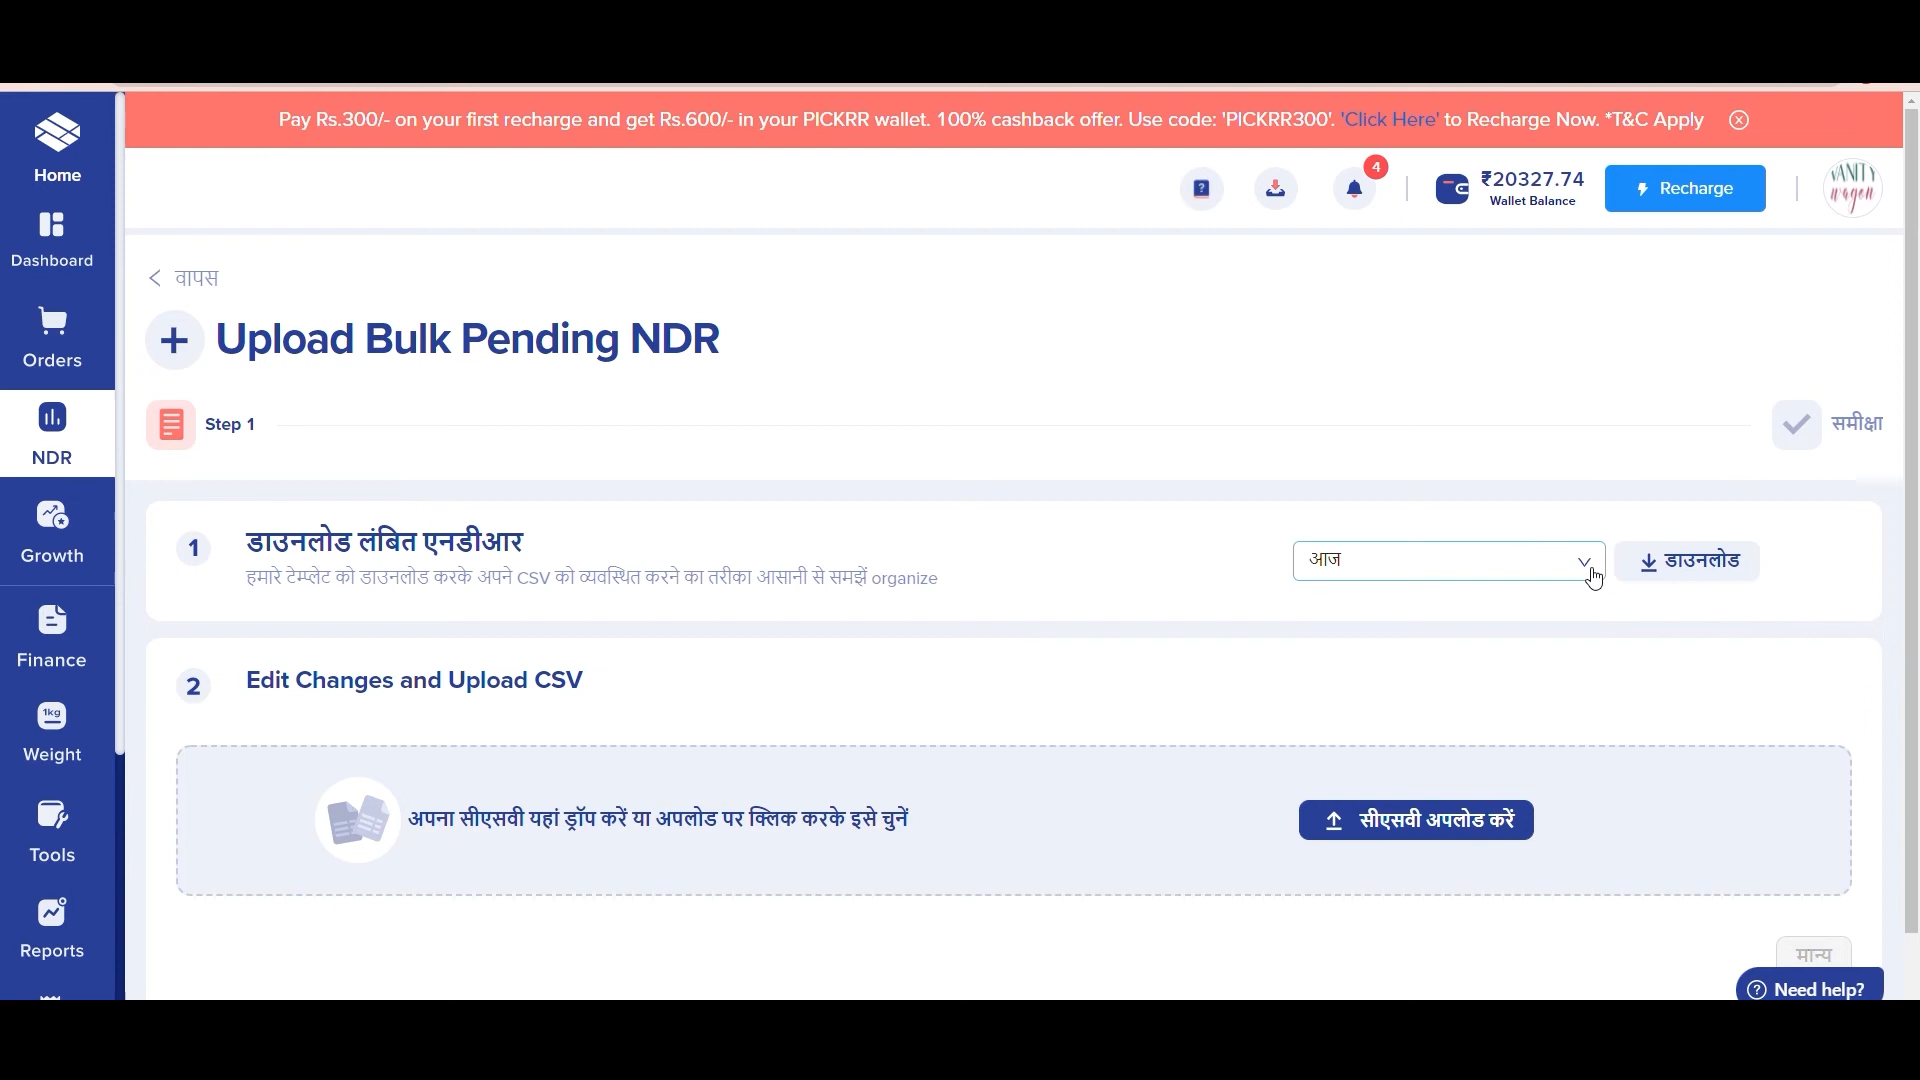 Pay Rs.300/- on your first recharge and get Rs.600/- in your PICKRR wallet. 100% cashback offer. Use code: 'PICKRR300'. 'Click Here' to Recharge Now. *T&C Apply
Home
4
₹20327.74
Wallet Balance
Recharge
VANITY
wagon
Dashboard
Orders
NDR
Growth
Finance
1kg
Weight
Tools
Reports
वापस
Upload Bulk Pending NDR
Step 1
समीक्षा
1
डाउनलोड लंबित एनडीआर
हमारे टेम्प्लेट को डाउनलोड करके अपने CSV को व्यवस्थित करने का तरीका आसानी से समझें organize
आज
डाउनलोड
2
Edit Changes and Upload CSV
अपना सीएसवी यहां ड्रॉप करें या अपलोड पर क्लिक करके इसे चुनें
सीएसवी अपलोड करें
मान्य
Need help?